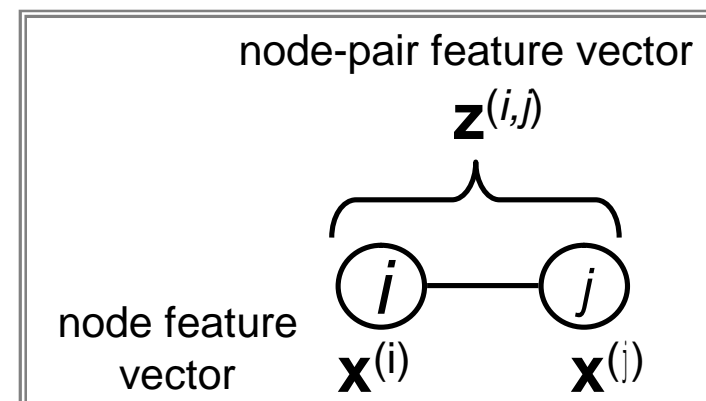 node-pair feature vector
z(i,j)
i j
node feature
vector x(i) x(j)